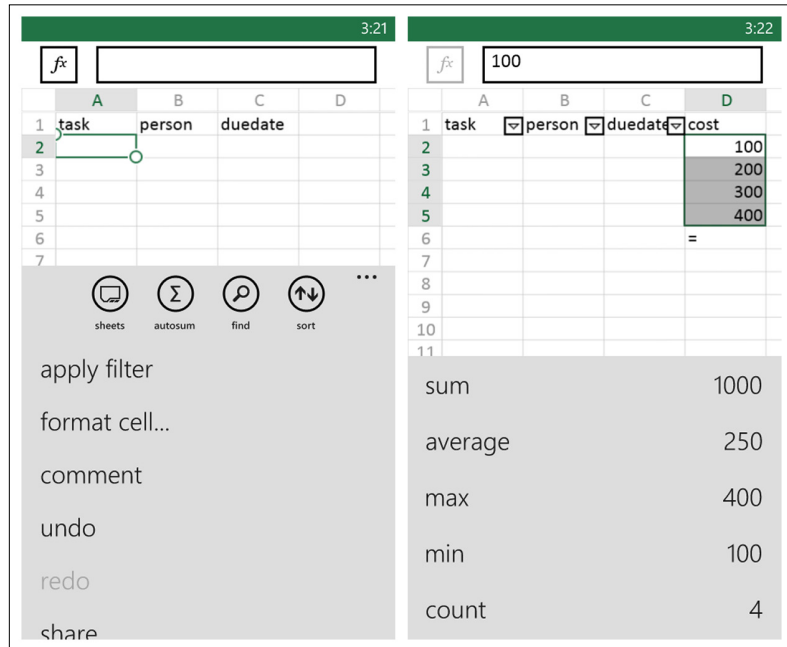 3:21
fx
A B C D
1 task person duedate
2
3
4
5
6
7
sheets autosum find sort
apply filter
format cell...
comment
undo
redo
share
3:22
fx 100
A B C D
1 task person duedate cost
2 100
3 200
4 300
5 400
6 =
7
8
9
10
11
sum 1000
average 250
max 400
min 100
count 4